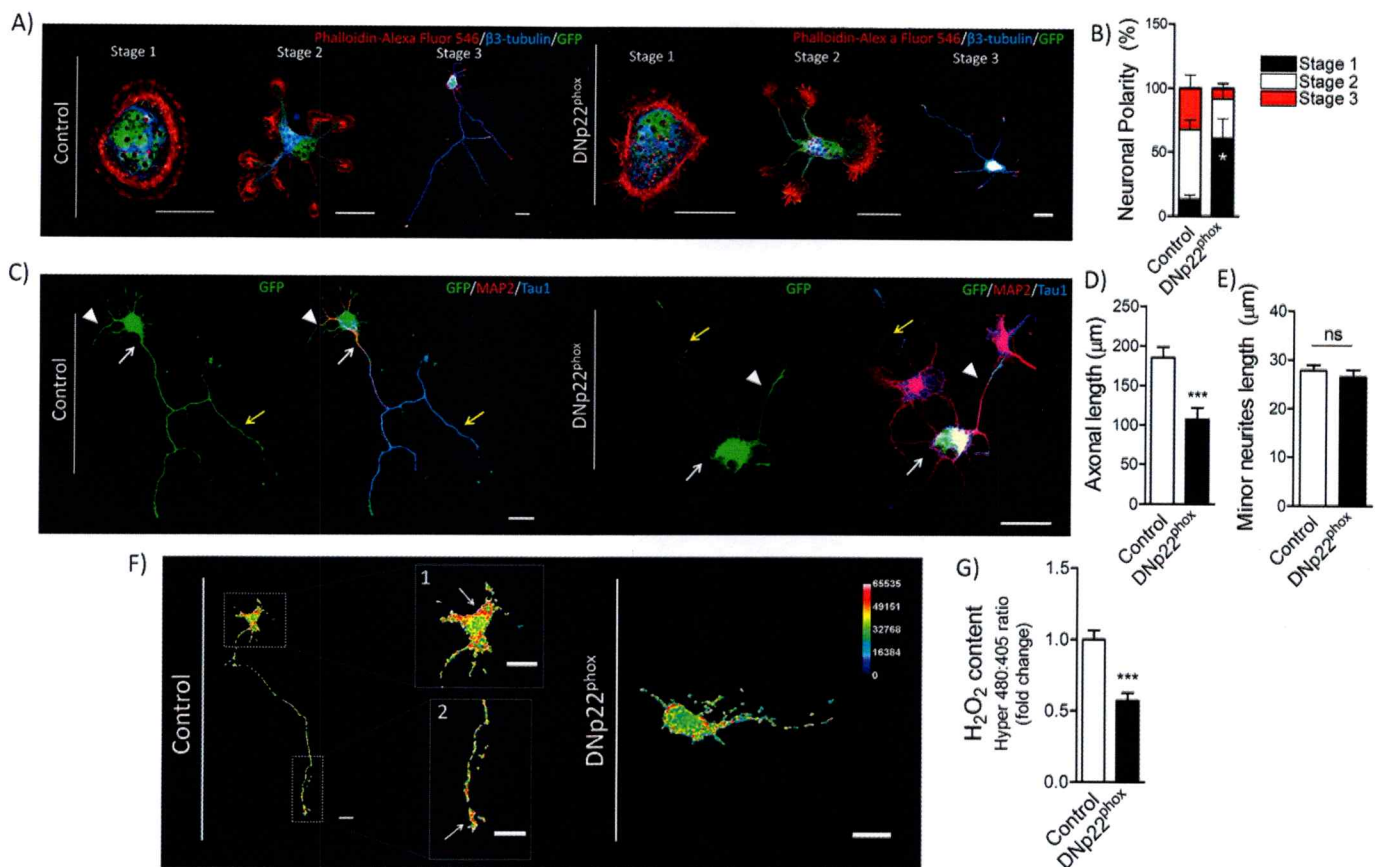 A)
Phalloidin-Alexa Fluor 546/β3-tubulin/GFP
Stage 1
Stage 2
Stage 3
Control
Phalloidin-Alex a Fluor 546/β3-tubulin/GFP
Stage 1
Stage 2
Stage 3
DNp22phox
B)
Neuronal Polarity (%)
150
100
50
0
*
Control
DNp22phox
Stage 1
Stage 2
Stage 3
C)
Control
GFP
GFP/MAP2/Tau1
DNp22phox
GFP
GFP/MAP2/Tau1
D)
Axonal length (µm)
250
200
150
100
50
0
***
Control
DNp22phox
E)
Minor neurites length (µm)
40
30
20
10
0
ns
Control
DNp22phox
F)
Control
1
2
DNp22phox
65535
49151
32768
16384
0
G)
H₂O₂ content
Hyper 480:405 ratio
(fold change)
1.5
1.0
0.5
0.0
***
Control
DNp22phox